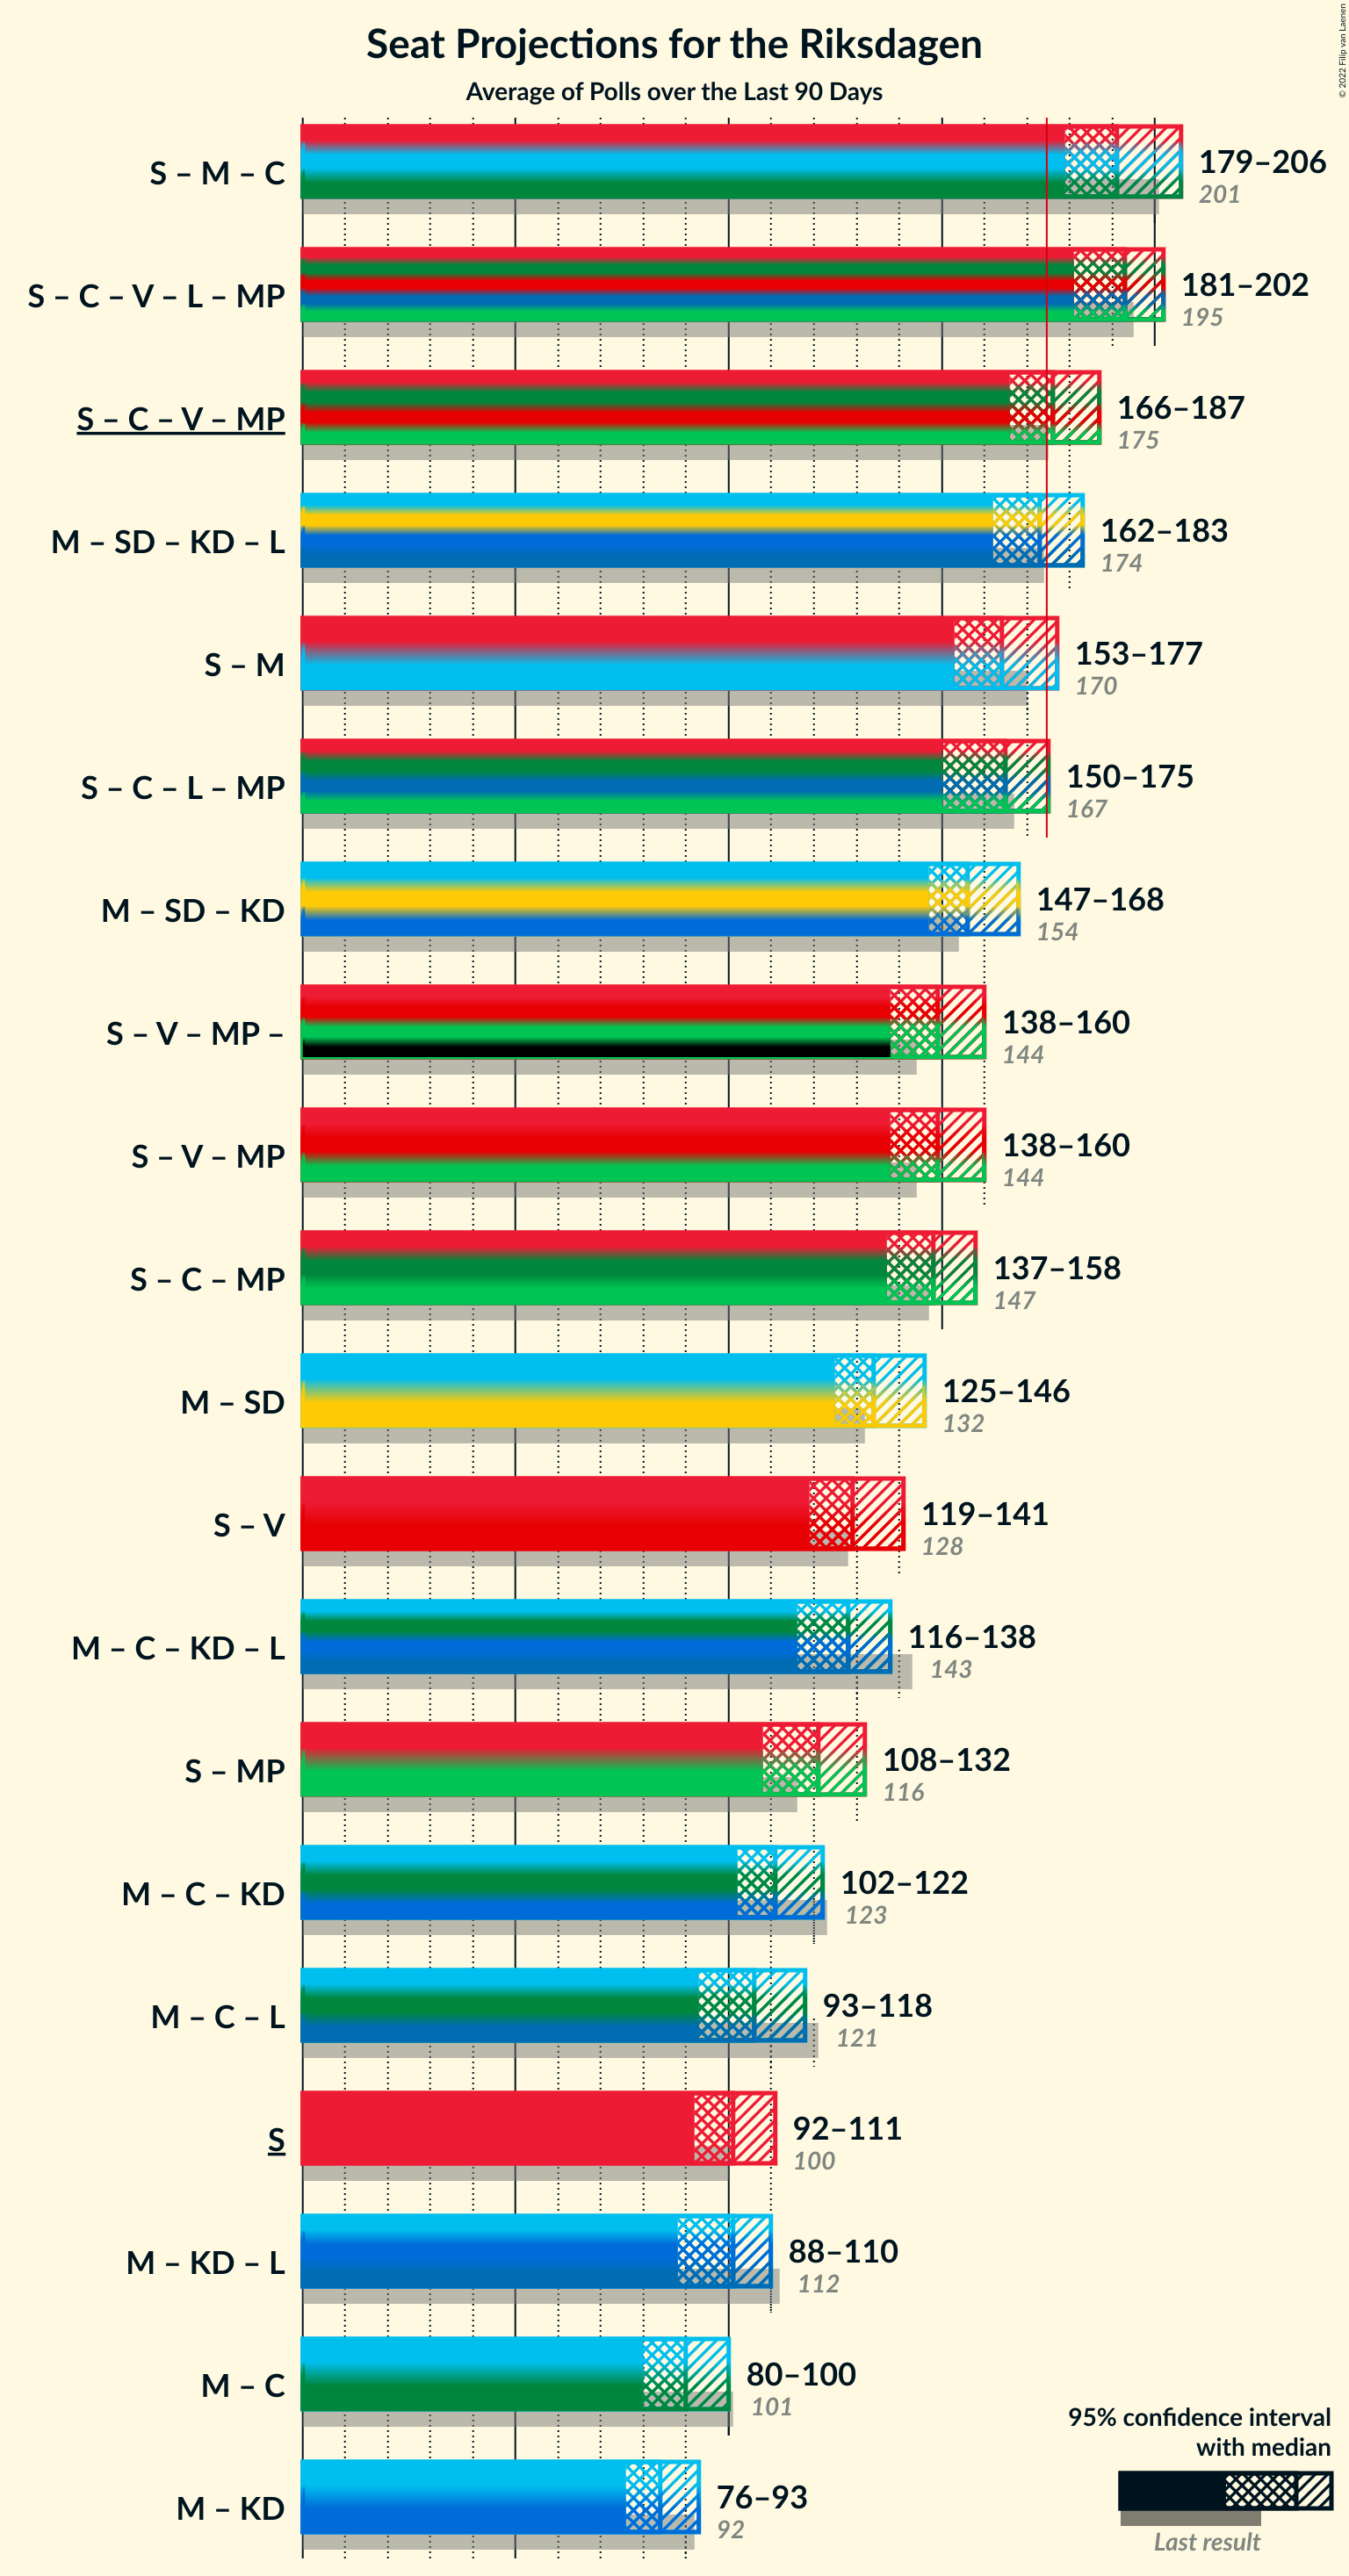 Seat Projections for the Riksdagen
Average of Polls over the Last 90 Days
© 2022 Filip van Laenen
S – M – C
179–206
201
S – C – V – L – MP
181–202
195
S – C – V – MP
166–187
175
M – SD – KD – L
162–183
174
S – M
153–177
170
S – C – L – MP
150–175
167
M – SD – KD
147–168
154
S – V – MP –
138–160
144
S – V – MP
138–160
144
S – C – MP
137–158
147
M – SD
125–146
132
S – V
119–141
128
M – C – KD – L
116–138
143
S – MP
108–132
116
M – C – KD
102–122
123
M – C – L
93–118
121
S
92–111
100
M – KD – L
88–110
112
M – C
80–100
101
M – KD
76–93
92
95% confidence interval
with median
Last result